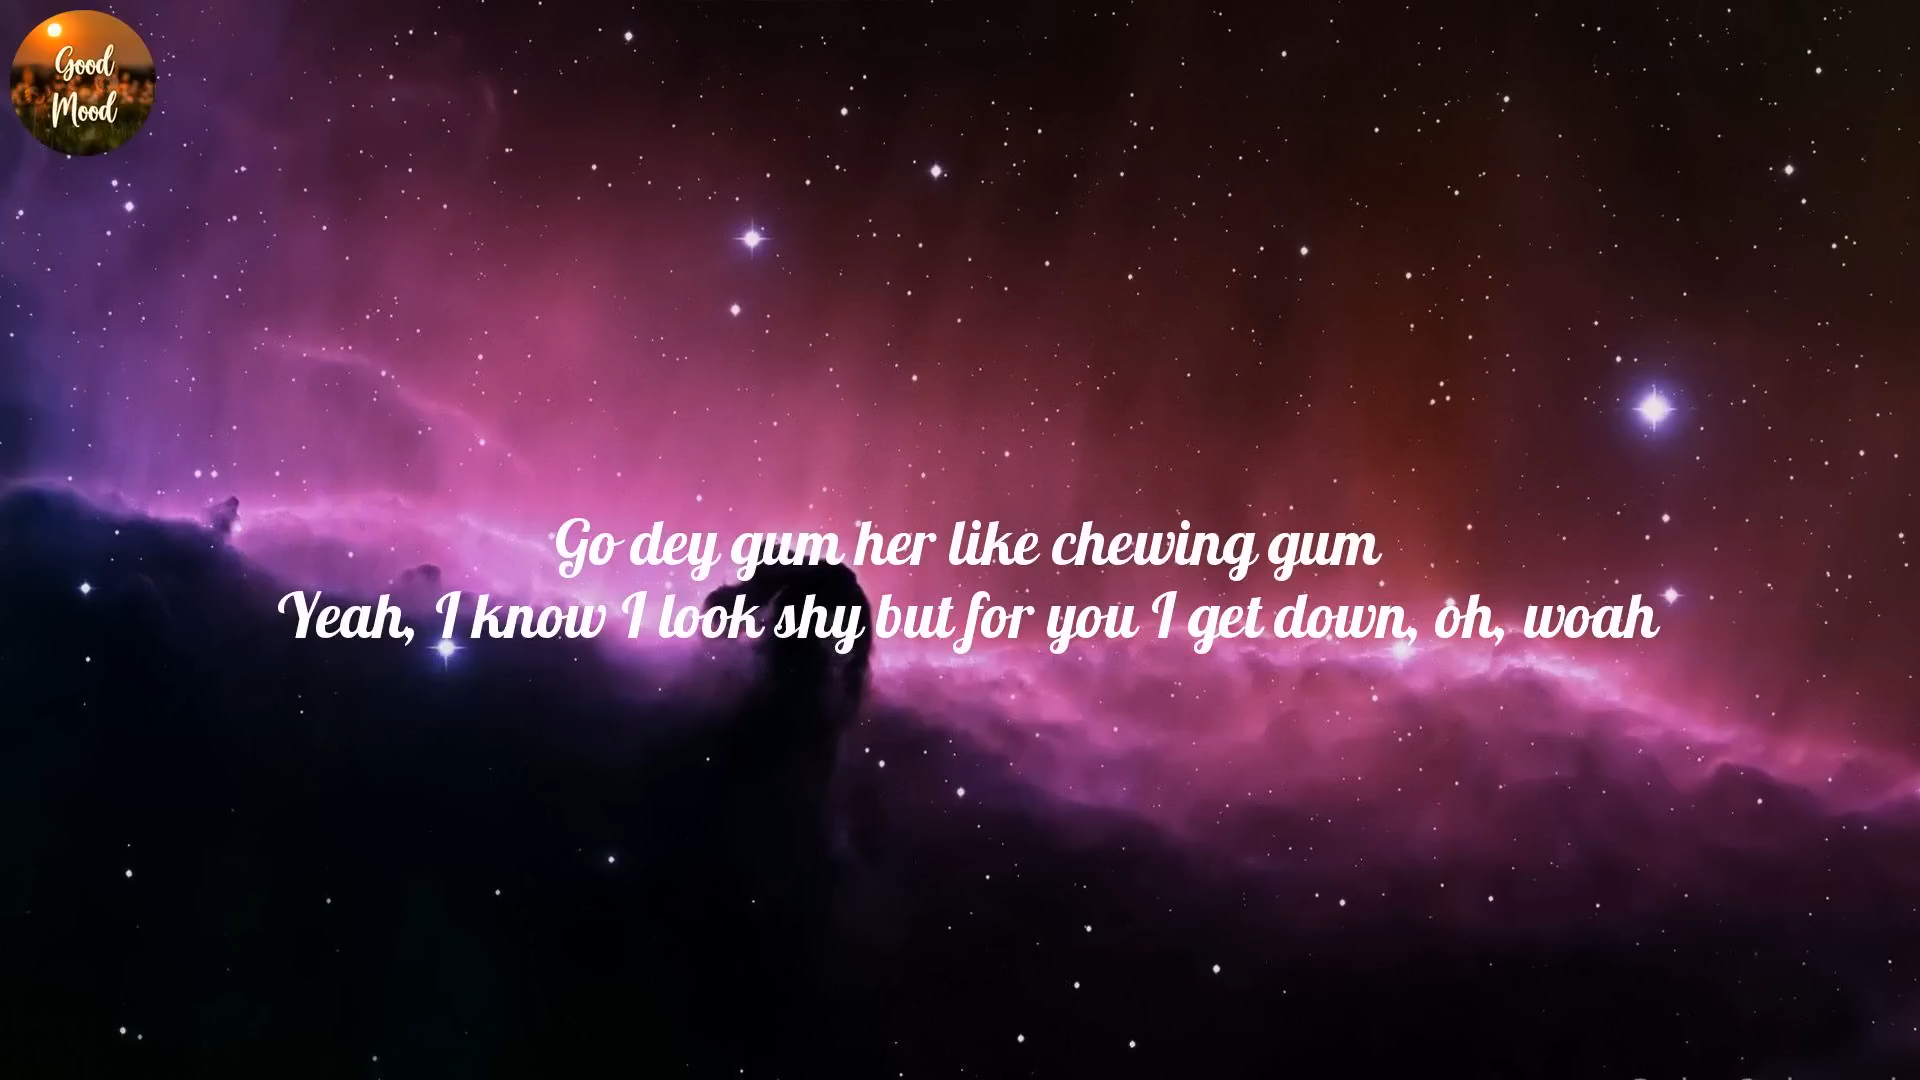 Good
Mood
Go dey gum her like chewing gum
Yeah, I know I look shy but for you I get down, oh, woah